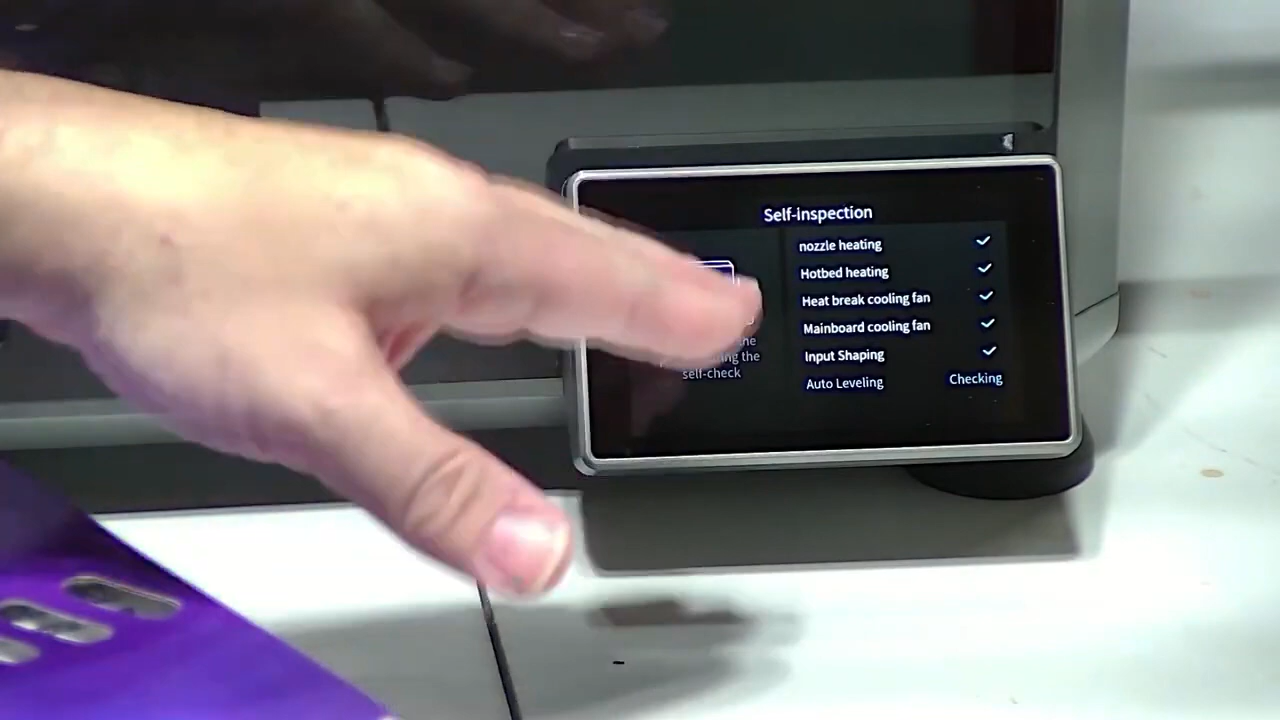 Self-inspection
nozzle heating
Hotbed heating
Heat break cooling fan
Mainboard cooling fan
Input Shaping
Auto Leveling Checking
the
self-check